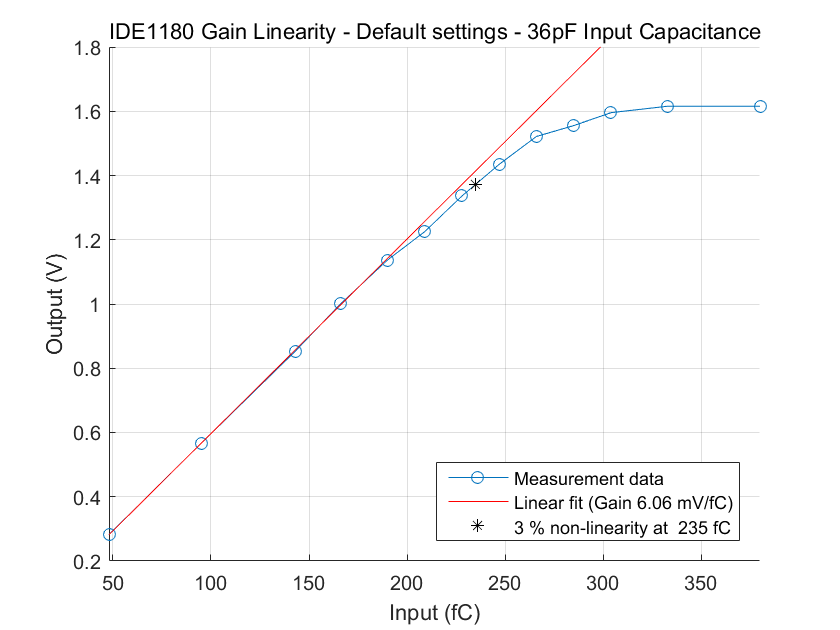 IDE1180 Gain Linearity - Default settings - 36pF Input Capacitance
1.8
1.6
1.4
1.2
1
0.8
0.6
0.4
0.2
Output (V)
Measurement data
Linear fit (Gain 6.06 mV/fC)
3 % non-linearity at  235 fC
50 100 150 200 250 300 350
Input (fC)